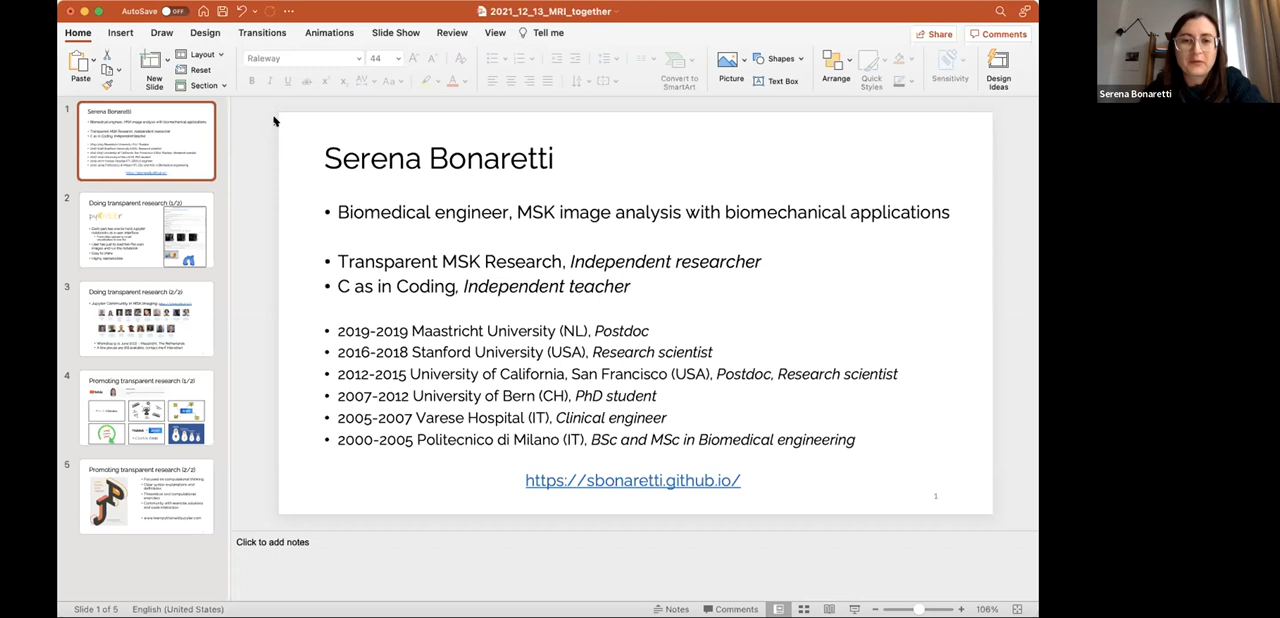 AutoSave OFF 2021_12_13_MRI_together
Home Insert Draw Design Transitions Animations Slide Show Review View Tell me Share Comments
Paste
New Slide
Layout
Reset
Section
Raleway 44
Convert to SmartArt
Picture
Shapes
Text Box
Arrange
Quick Styles
Sensitivity
Design Ideas
Serena Bonaretti
1
Serena Bonaretti
2
Doing transparent research (1/2)
3
Doing transparent research (2/2)
4
Promoting transparent research (1/2)
5
Promoting transparent research (2/2)
Serena Bonaretti
• Biomedical engineer, MSK image analysis with biomechanical applications
• Transparent MSK Research, Independent researcher
• C as in Coding, Independent teacher
• 2019-2019 Maastricht University (NL), Postdoc
• 2016-2018 Stanford University (USA), Research scientist
• 2012-2015 University of California, San Francisco (USA), Postdoc, Research scientist
• 2007-2012 University of Bern (CH), PhD student
• 2005-2007 Varese Hospital (IT), Clinical engineer
• 2000-2005 Politecnico di Milano (IT), BSc and MSc in Biomedical engineering
https://sbonaretti.github.io/
1
Click to add notes
Slide 1 of 5 English (United States) Notes Comments 106%